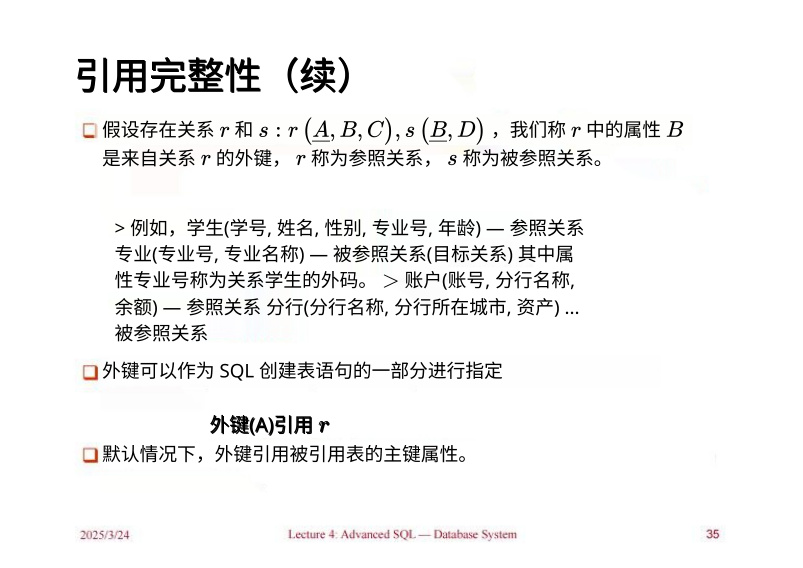 引用完整性（续）
假设存在关系 r 和 s : r (A, B, C), s (B, D) ，我们称 r 中的属性 B
是来自关系 r 的外键， r 称为参照关系， s 称为被参照关系。
> 例如，学生(学号, 姓名, 性别, 专业号, 年龄) — 参照关系
专业(专业号, 专业名称) — 被参照关系(目标关系) 其中属
性专业号称为关系学生的外码。 > 账户(账号, 分行名称,
余额) — 参照关系 分行(分行名称, 分行所在城市, 资产) ...
被参照关系
外键可以作为 SQL 创建表语句的一部分进行指定
外键(A)引用 r
默认情况下，外键引用被引用表的主键属性。
2025/3/24 Lecture 4: Advanced SQL — Database System 35